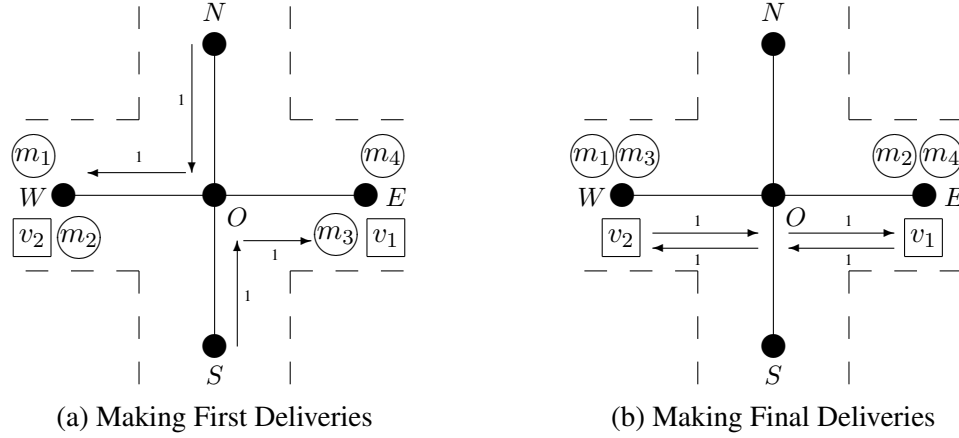 N
1
1
m1
m4
W
E
O
v2
m2
m3
v1
1
1
S
(a) Making First Deliveries
N
m1 m3
m2 m4
W
E
O
v2
1
1
v1
1
1
S
(b) Making Final Deliveries